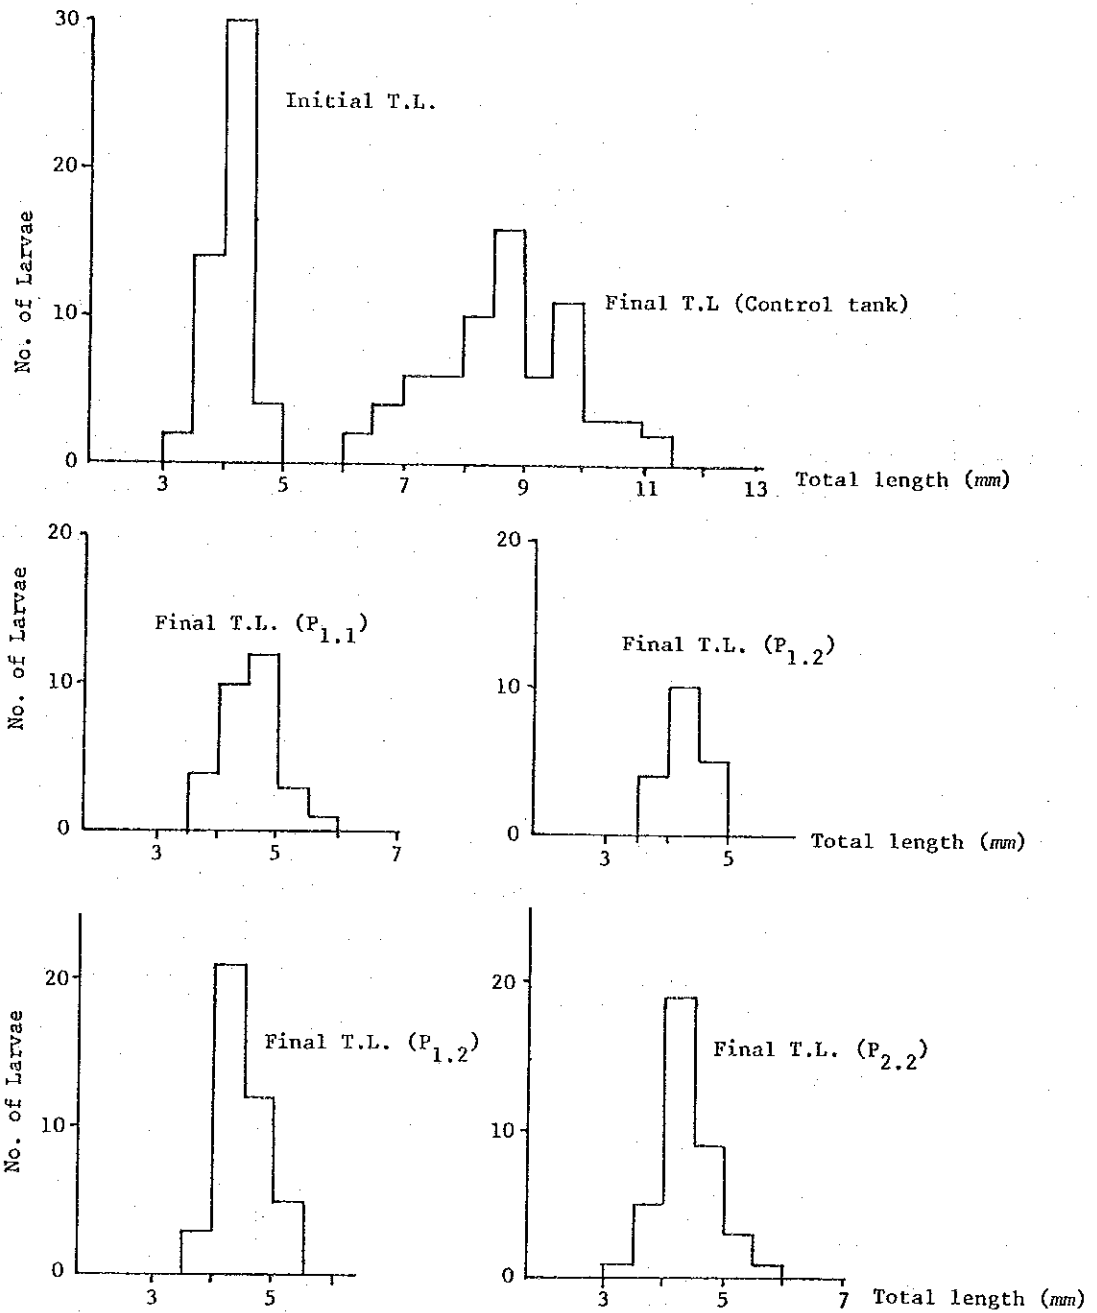 30
20
10
0
No. of Larvae
Initial T.L.
Final T.L (Control tank)
3 5 7 9 11 13 Total length (mm)
20
10
0
No. of Larvae
Final T.L. (P1.1)
3 5 7
20
10
0
Final T.L. (P1.2)
3 5 Total length (mm)
20
10
0
No. of Larvae
Final T.L. (P1.2)
3 5
20
10
0
Final T.L. (P2.2)
3 5 7 Total length (mm)